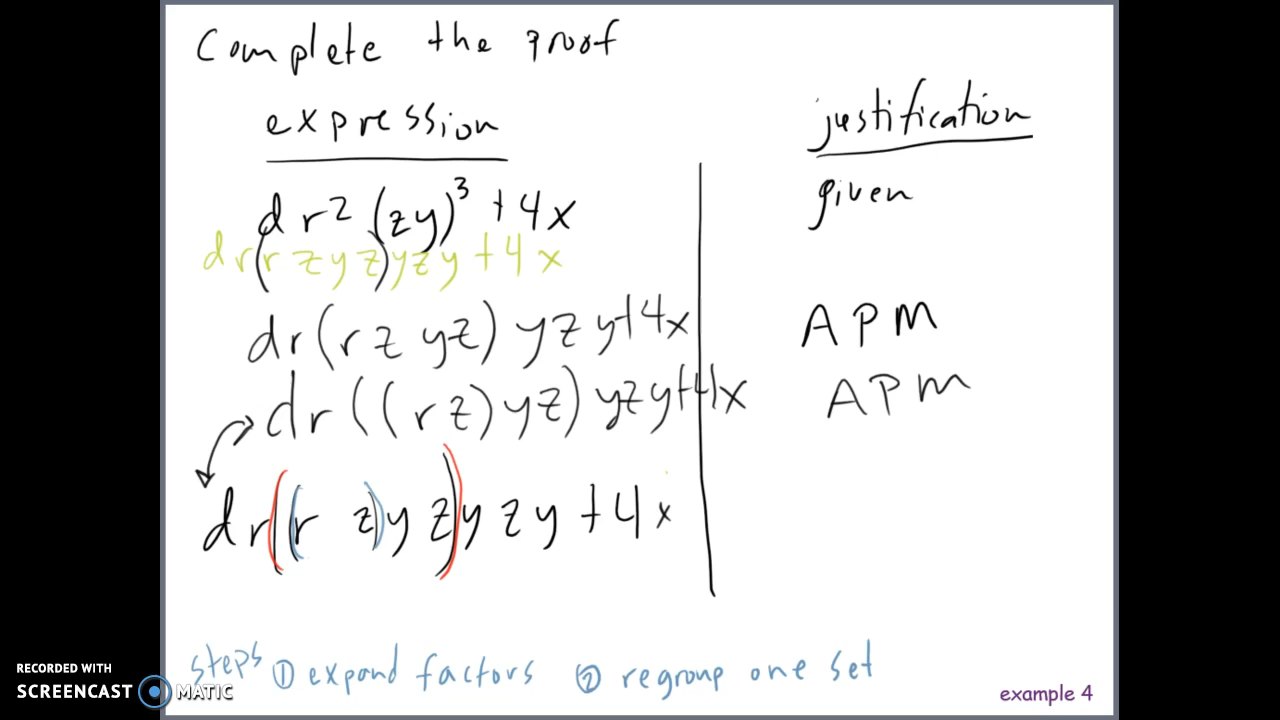 Complete the proof
expression justification
dr² (zy)³ + 4x given
dr(rzyz)yzy + 4x
dr(rzyz)yzy+4x APM
dr((rz)yz)yzy+4x APM
dr((rz)yz)yzy + 4x
steps ① expand factors ② regroup one set
RECORDED WITH
SCREENCAST MATIC
example 4